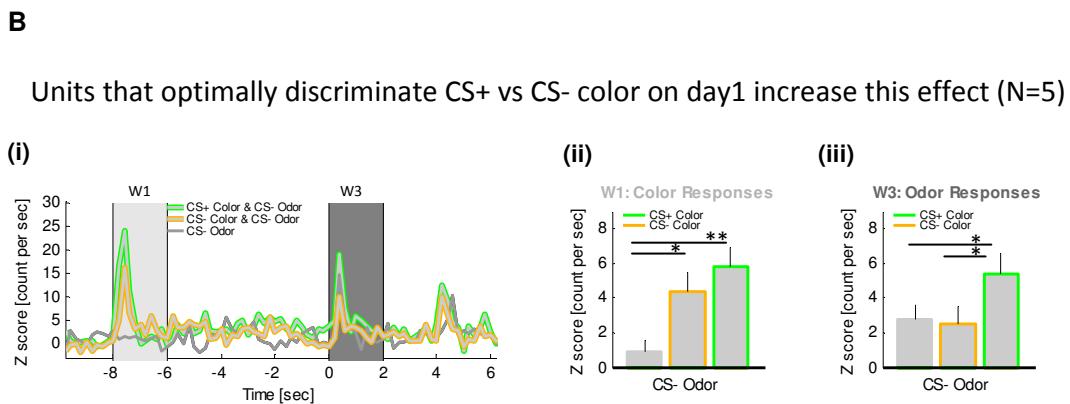 B
Units that optimally discriminate CS+ vs CS- color on day1 increase this effect (N=5)
(i)
(ii)
(iii)
W1
W3
CS+ Color & CS- Odor
CS- Color & CS- Odor
CS- Odor
Z score [count per sec]
30
25
20
15
10
5
0
-8
-6
-4
-2
0
2
4
6
Time [sec]
W1: Color Responses
CS+ Color
CS- Color
*
**
Z score [count per sec]
8
6
4
2
0
CS- Odor
W3: Odor Responses
CS+ Color
CS- Color
*
*
Z score [count per sec]
8
6
4
2
0
CS- Odor